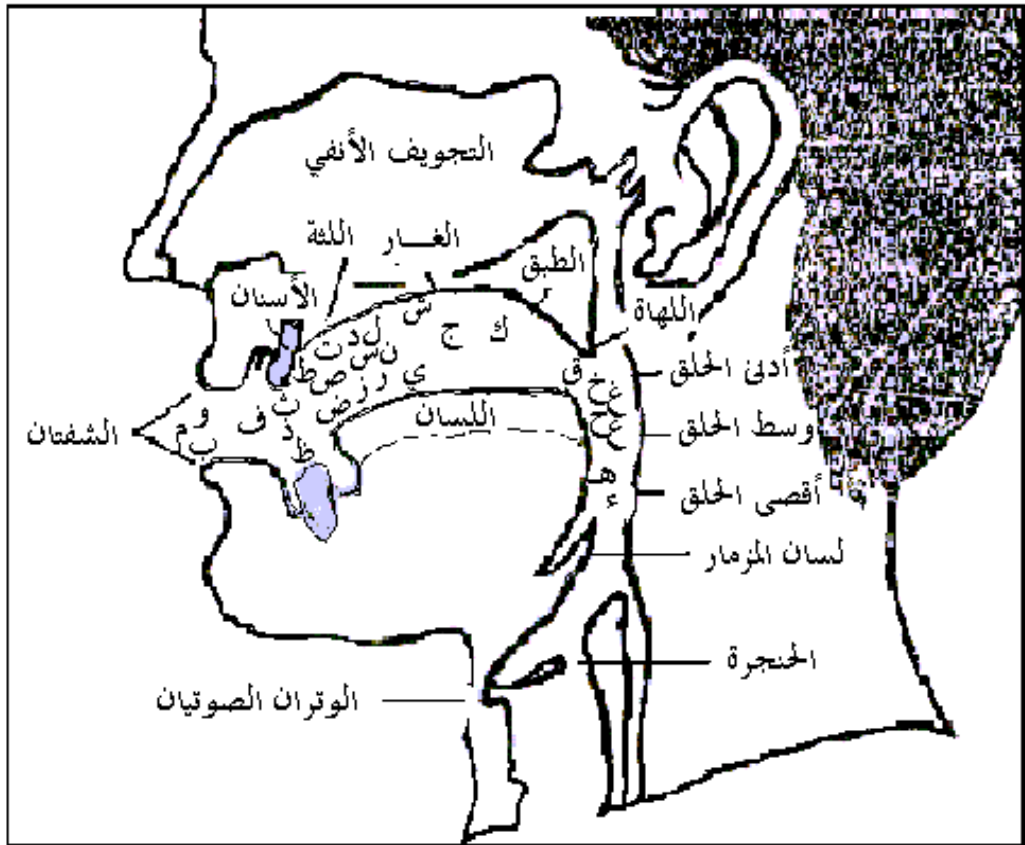 التجويف الأنفي
الغـــار
اللثة
الطبق
الأسنان
اللهاة
ش
ل د ت
ك
ج
ن س ص ط
ي ر ز ض
ق
خ غ
ح ع
أدنى الحلق
وسط الحلق
و
م
ب
الشفتان
ف
ث
ذ
ظ
اللسان
هـ
ء
أقصى الحلق
لسان المزمار
الحنجرة
الوتران الصوتيان